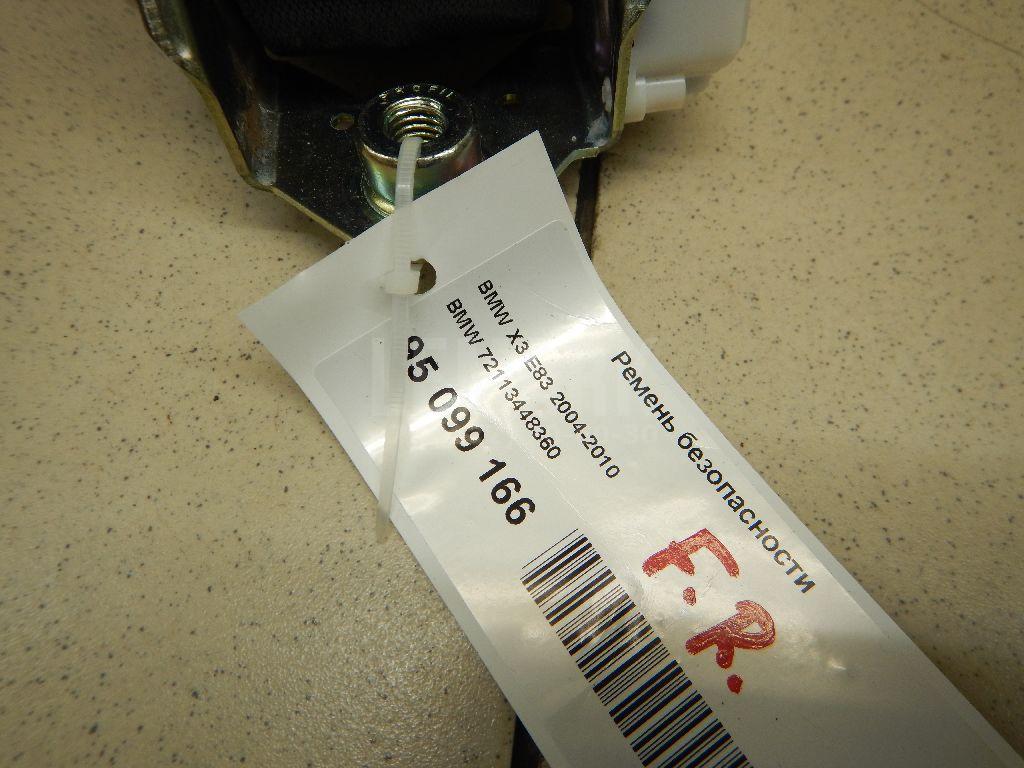 Ремень безопасности
BMW X3 E83 2004-2010
BMW 72113448360
95 099 166
F.R.